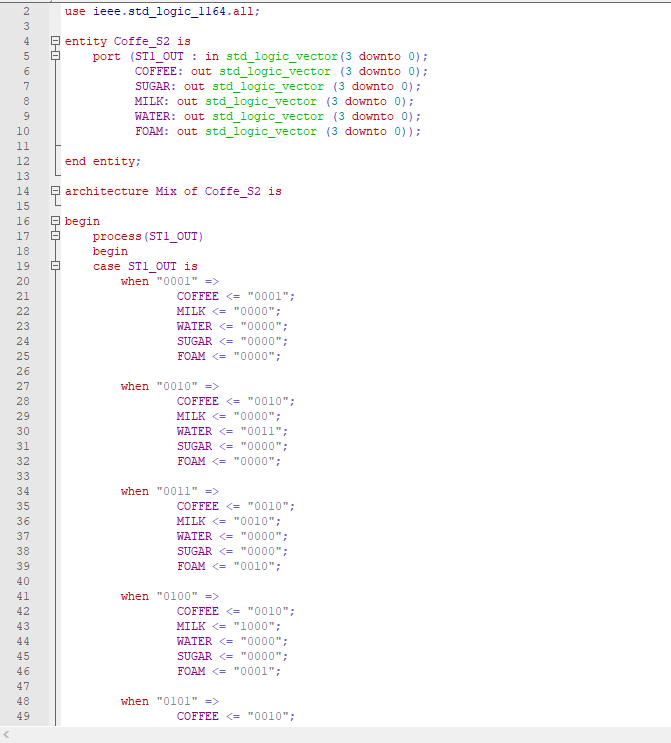 2 use ieee.std_logic_1164.all;
3
4 entity Coffe_S2 is
5 port (ST1_OUT : in std_logic_vector(3 downto 0);
6 COFFEE: out std_logic_vector (3 downto 0);
7 SUGAR: out std_logic_vector (3 downto 0);
8 MILK: out std_logic_vector (3 downto 0);
9 WATER: out std_logic_vector (3 downto 0);
10 FOAM: out std_logic_vector (3 downto 0));
11
12 end entity;
13
14 architecture Mix of Coffe_S2 is
15
16 begin
17 process(ST1_OUT)
18 begin
19 case ST1_OUT is
20 when "0001" =>
21 COFFEE <= "0001";
22 MILK <= "0000";
23 WATER <= "0000";
24 SUGAR <= "0000";
25 FOAM <= "0000";
26
27 when "0010" =>
28 COFFEE <= "0010";
29 MILK <= "0000";
30 WATER <= "0011";
31 SUGAR <= "0000";
32 FOAM <= "0000";
33
34 when "0011" =>
35 COFFEE <= "0010";
36 MILK <= "0010";
37 WATER <= "0000";
38 SUGAR <= "0000";
39 FOAM <= "0010";
40
41 when "0100" =>
42 COFFEE <= "0010";
43 MILK <= "1000";
44 WATER <= "0000";
45 SUGAR <= "0000";
46 FOAM <= "0001";
47
48 when "0101" =>
49 COFFEE <= "0010";